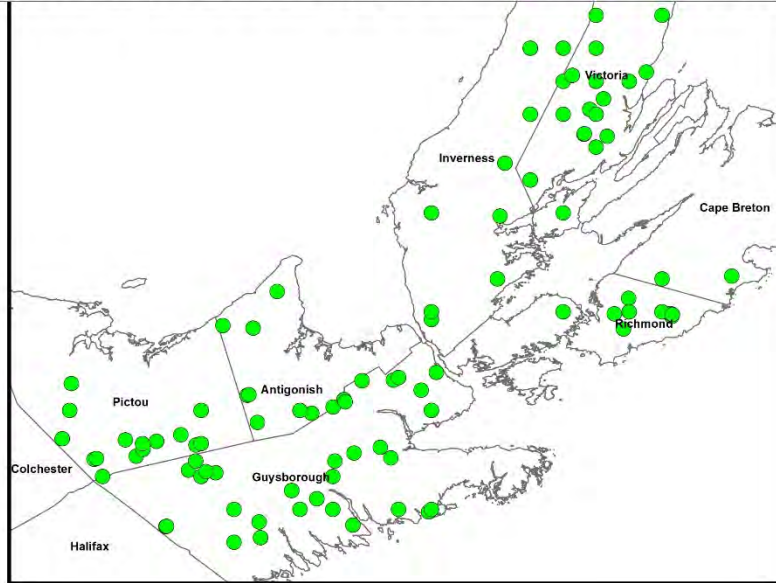 Victoria
Inverness
Cape Breton
Richmond
Antigonish
Pictou
Colchester
Guysborough
Halifax